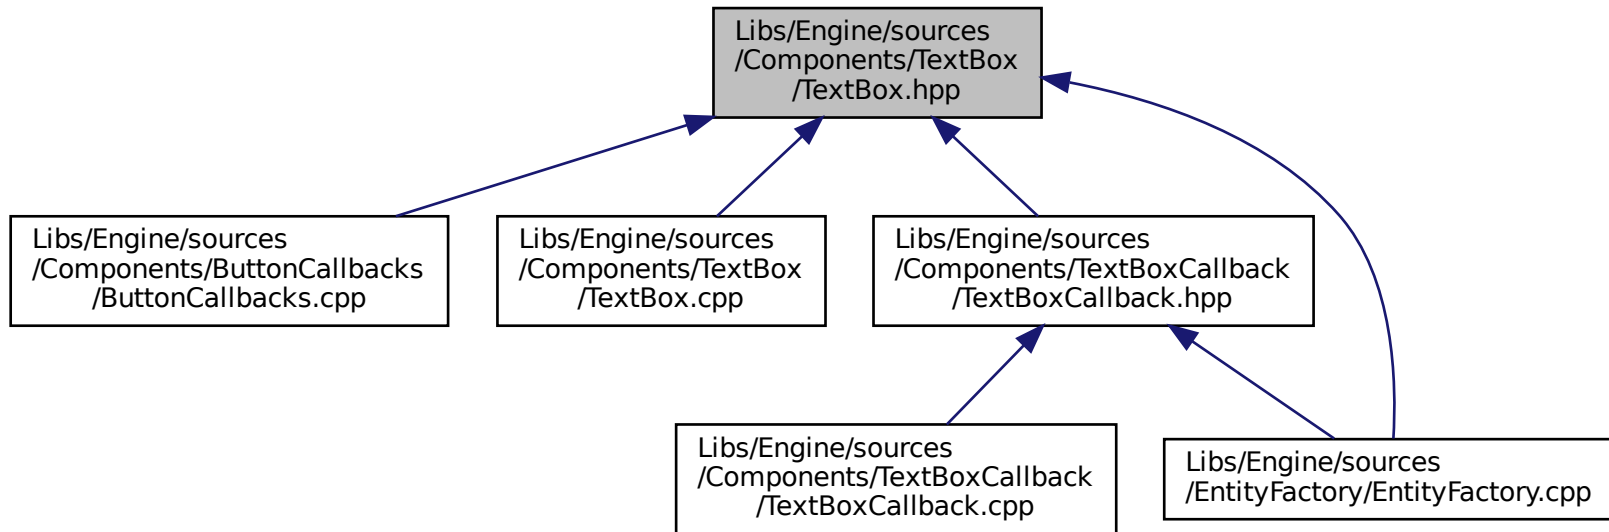 Libs/Engine/sources
/Components/TextBox
/TextBox.hpp
Libs/Engine/sources
/Components/ButtonCallbacks
/ButtonCallbacks.cpp
Libs/Engine/sources
/Components/TextBox
/TextBox.cpp
Libs/Engine/sources
/Components/TextBoxCallback
/TextBoxCallback.hpp
Libs/Engine/sources
/Components/TextBoxCallback
/TextBoxCallback.cpp
Libs/Engine/sources
/EntityFactory/EntityFactory.cpp